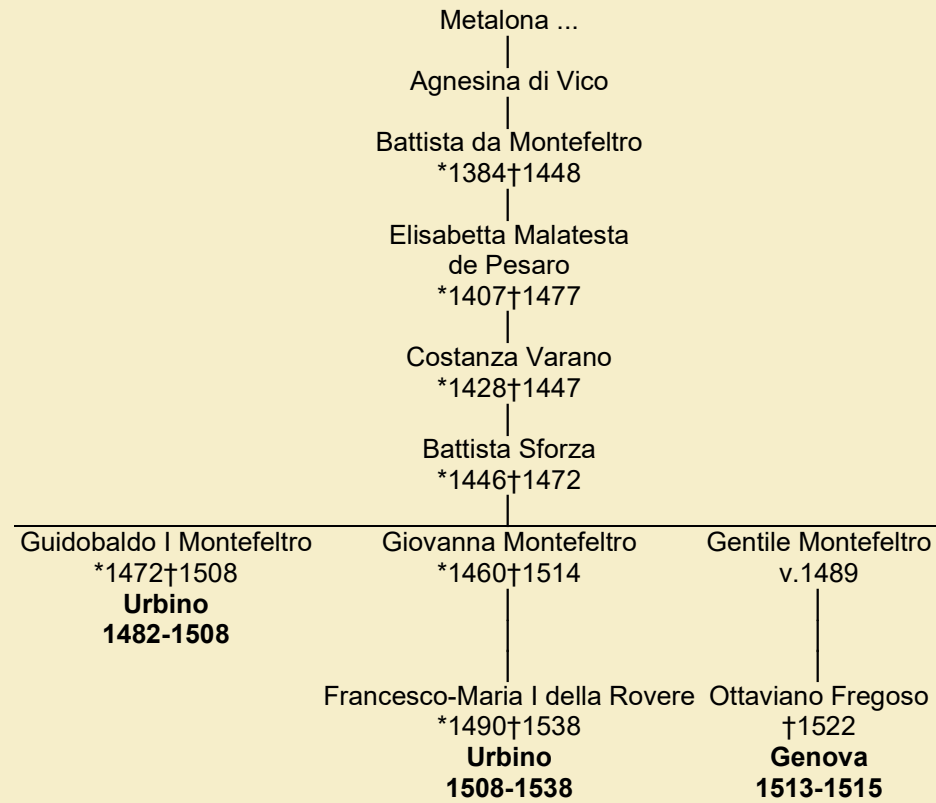 Metalona ...
Agnesina di Vico
Battista da Montefeltro
*1384†1448
Elisabetta Malatesta
de Pesaro
*1407†1477
Costanza Varano
*1428†1447
Battista Sforza
*1446†1472
Guidobaldo I Montefeltro
*1472†1508
Urbino
1482-1508
Giovanna Montefeltro
*1460†1514
Gentile Montefeltro
v.1489
Francesco-Maria I della Rovere
*1490†1538
Urbino
1508-1538
Ottaviano Fregoso
†1522
Genova
1513-1515